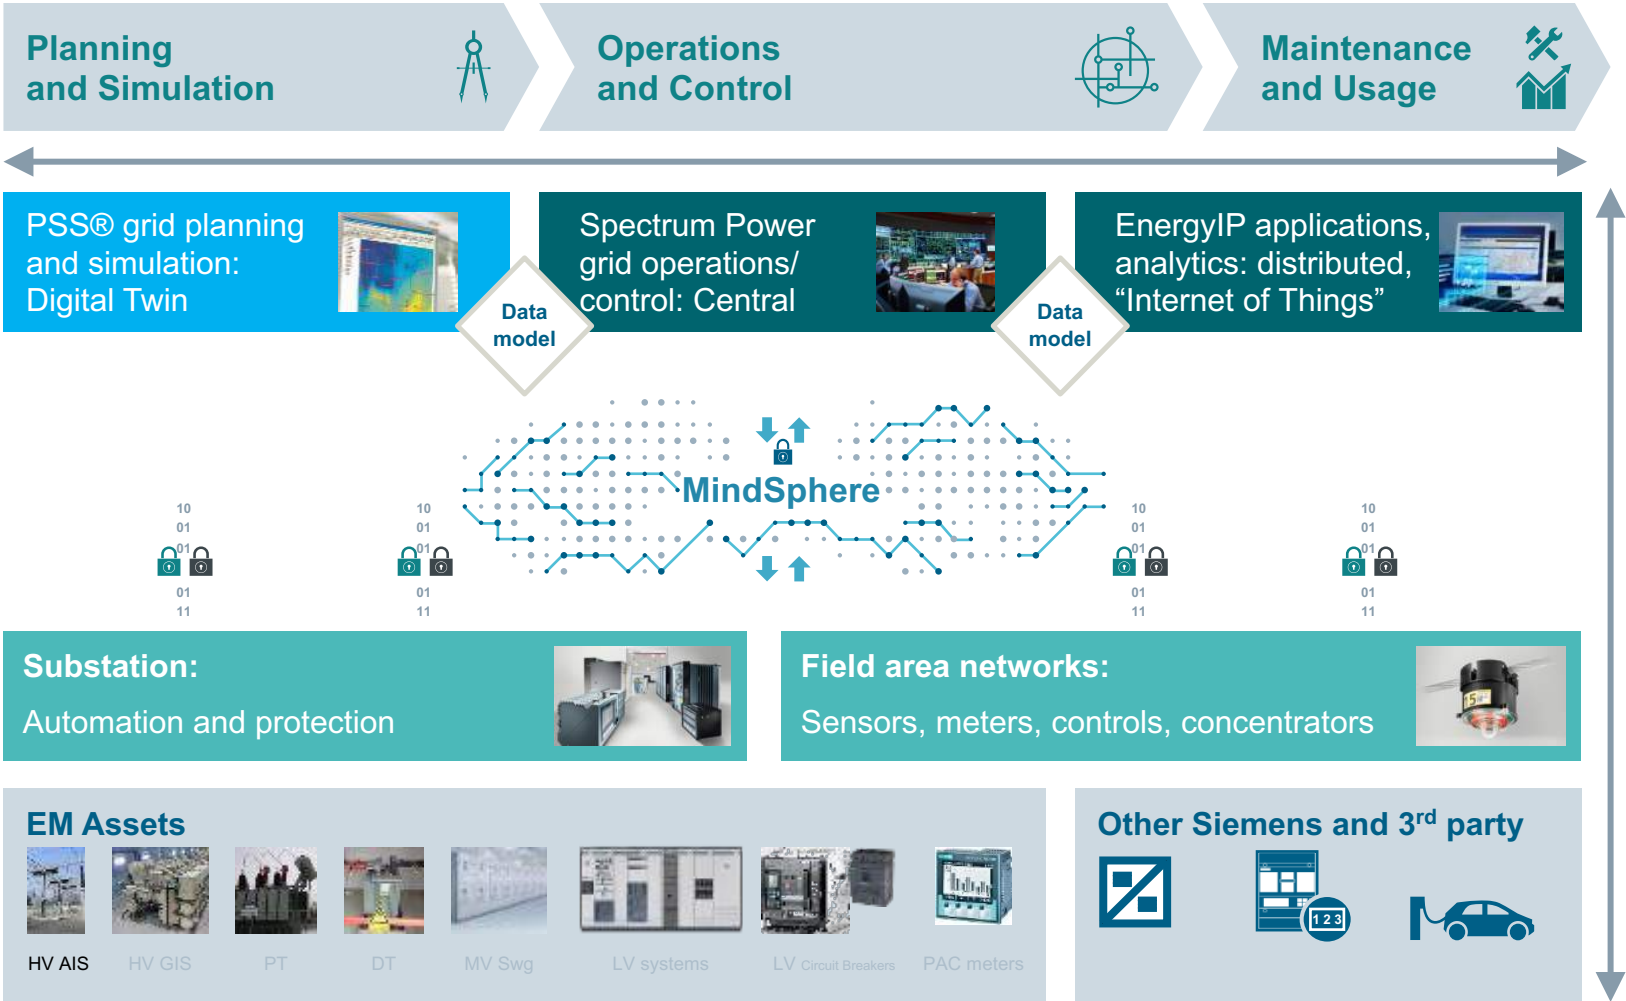 Planning
and Simulation
Operations
and Control
Maintenance
and Usage
PSS® grid planning
and simulation:
Digital Twin
Spectrum Power
grid operations/
control: Central
EnergyIP applications,
analytics: distributed,
“Internet of Things”
Data
model
Data
model
MindSphere
10
01
01
01
11
10
01
01
01
11
10
01
01
01
11
10
01
01
01
11
Substation:
Automation and protection
Field area networks:
Sensors, meters, controls, concentrators
EM Assets
HV AIS
HV GIS
PT
DT
MV Swg
LV systems
LV Circuit Breakers
PAC meters
Other Siemens and 3rd party
1 2 3